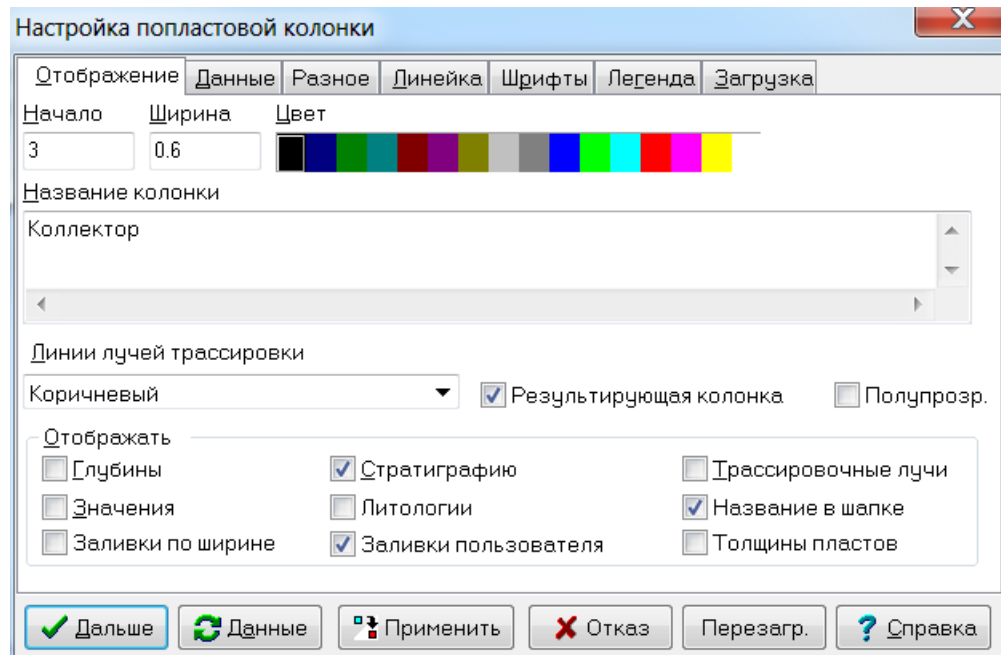 Настройка попластовой колонки
Отображение Данные Разное Линейка Шрифты Легенда Загрузка
Начало Ширина Цвет
3 0.6
Название колонки
Коллектор
Линии лучей трассировки
Коричневый Результирующая колонка Полупрозр.
Отображать
Глубины Стратиграфию Трассировочные лучи
Значения Литологии Название в шапке
Заливки по ширине Заливки пользователя Толщины пластов
Дальше Данные Применить Отказ Перезагр. Справка